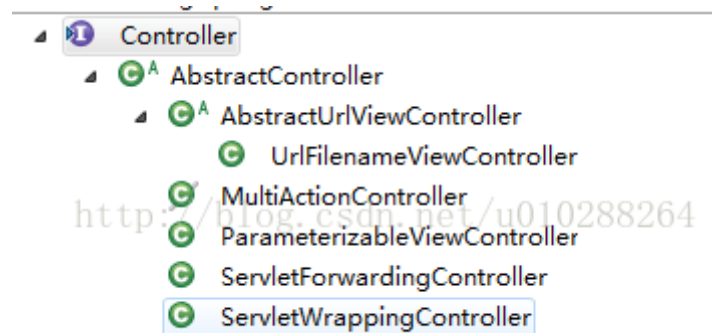 Controller
AbstractController
AbstractUrlViewController
UrlFilenameViewController
MultiActionController
http://blog.csdn.net/u010288264
ParameterizableViewController
ServletForwardingController
ServletWrappingController